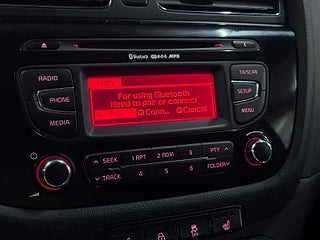 Bluetooth MP3
RADIO
TA/SCAN
For using Bluetooth
Need to pair or connect
PHONE
SETUP
Conn...
Cancel
MEDIA
MENU
SEEK
1 RPT
2 RDM
3
PTY
TRACK
4
5
6
FOLDER